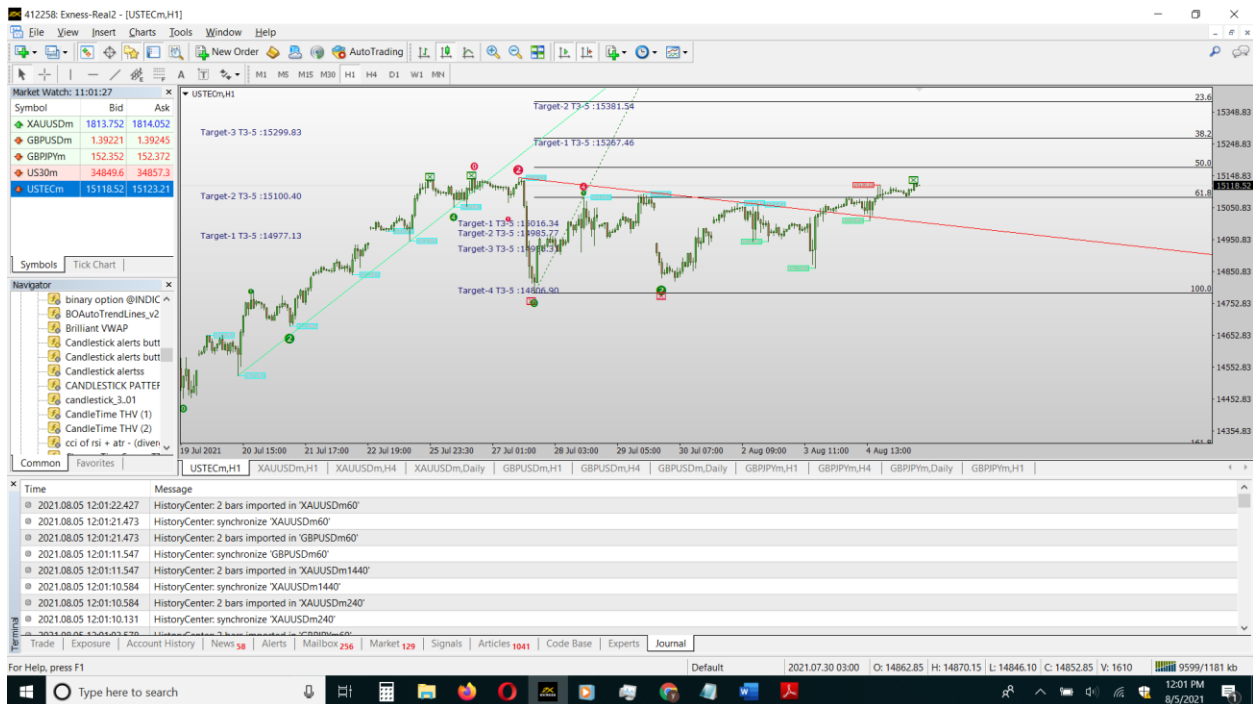 412258: Exness-Real2 - [USTECm,H1]
File View Insert Charts Tools Window Help
New Order AutoTrading
A T M1 M5 M15 M30 H1 H4 D1 W1 MN
Market Watch: 11:01:27
Symbol Bid Ask
XAUUSDm 1813.752 1814.052
GBPUSDm 1.39221 1.39245
GBPJPYm 152.352 152.372
US30m 34849.6 34857.3
USTECm 15118.52 15123.21
Symbols Tick Chart
Navigator
binary option @INDIC
BOAutoTrendLines_v2
Brilliant VWAP
Candlestick alerts butt
Candlestick alerts butt
Candlestick alertss
CANDLESTICK PATTER
candlestick_3..01
CandleTime THV (1)
CandleTime THV (2)
cci of rsi + atr - (diver
Common Favorites
USTECm,H1
Target-2 T3-5 :15381.54
23.6
15348.83
Target-3 T3-5 :15299.83
38.2
Target-1 T3-5 :15267.46
15248.83
50.0
15148.83
15118.52
Target-2 T3-5 :15100.40
61.8
15050.83
Target-1 T3-5 :15016.34
Target-2 T3-5 :14985.77
Target-1 T3-5 :14977.13
14950.83
Target-3 T3-5
14850.83
Target-4 T3-5 :14806.90
100.0
14752.83
14652.83
14552.83
14452.83
14354.83
161.8
19 Jul 2021 20 Jul 15:00 21 Jul 17:00 22 Jul 19:00 25 Jul 23:30 27 Jul 01:00 28 Jul 03:00 29 Jul 05:00 30 Jul 07:00 2 Aug 09:00 3 Aug 11:00 4 Aug 13:00
USTECm,H1 XAUUSDm,H1 XAUUSDm,H4 XAUUSDm,Daily GBPUSDm,H1 GBPUSDm,H4 GBPUSDm,Daily GBPJPYm,H1 GBPJPYm,H4 GBPJPYm,Daily GBPJPYm,H1
Time Message
2021.08.05 12:01:22.427 HistoryCenter: 2 bars imported in 'XAUUSDm60'
2021.08.05 12:01:21.473 HistoryCenter: synchronize 'XAUUSDm60'
2021.08.05 12:01:21.473 HistoryCenter: 2 bars imported in 'GBPUSDm60'
2021.08.05 12:01:11.547 HistoryCenter: synchronize 'GBPUSDm60'
2021.08.05 12:01:11.547 HistoryCenter: 2 bars imported in 'XAUUSDm1440'
2021.08.05 12:01:10.584 HistoryCenter: synchronize 'XAUUSDm1440'
2021.08.05 12:01:10.584 HistoryCenter: 2 bars imported in 'XAUUSDm240'
2021.08.05 12:01:10.131 HistoryCenter: synchronize 'XAUUSDm240'
Terminal
Trade Exposure Account History News 58 Alerts Mailbox 256 Market 129 Signals Articles 1041 Code Base Experts Journal
For Help, press F1 Default 2021.07.30 03:00 O: 14862.85 H: 14870.15 L: 14846.10 C: 14852.85 V: 1610 9599/1181 kb
Type here to search
12:01 PM
8/5/2021